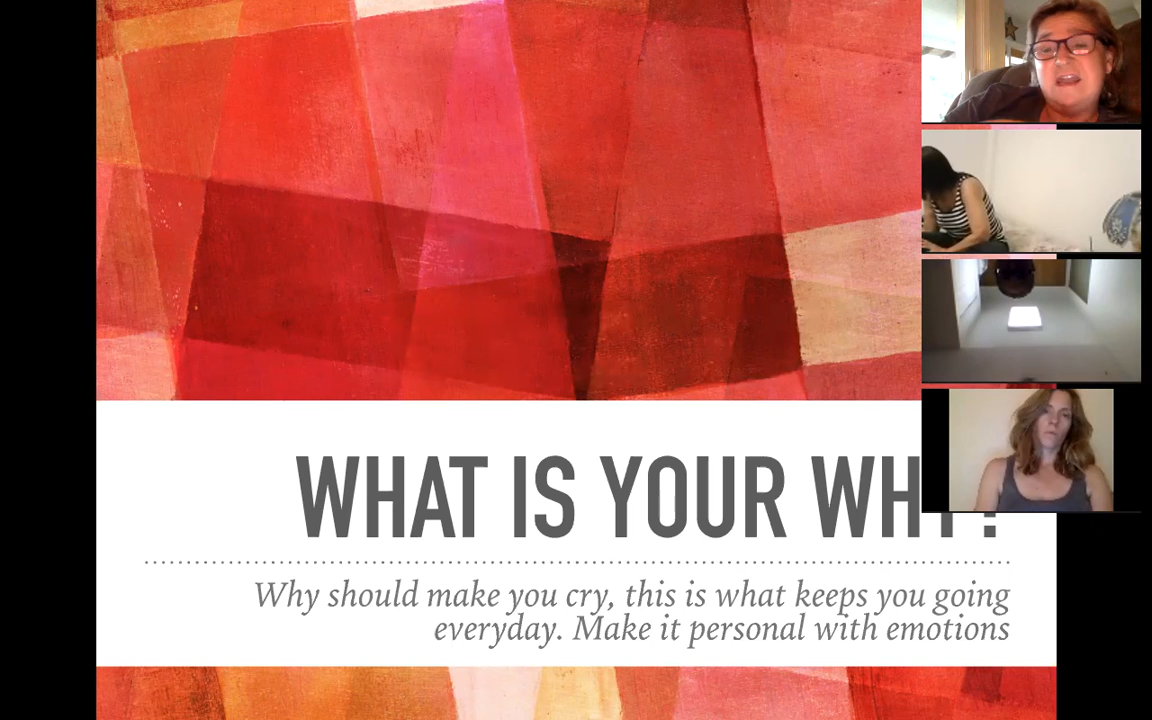 WHAT IS YOUR WHY?
Why should make you cry, this is what keeps you going
everyday. Make it personal with emotions